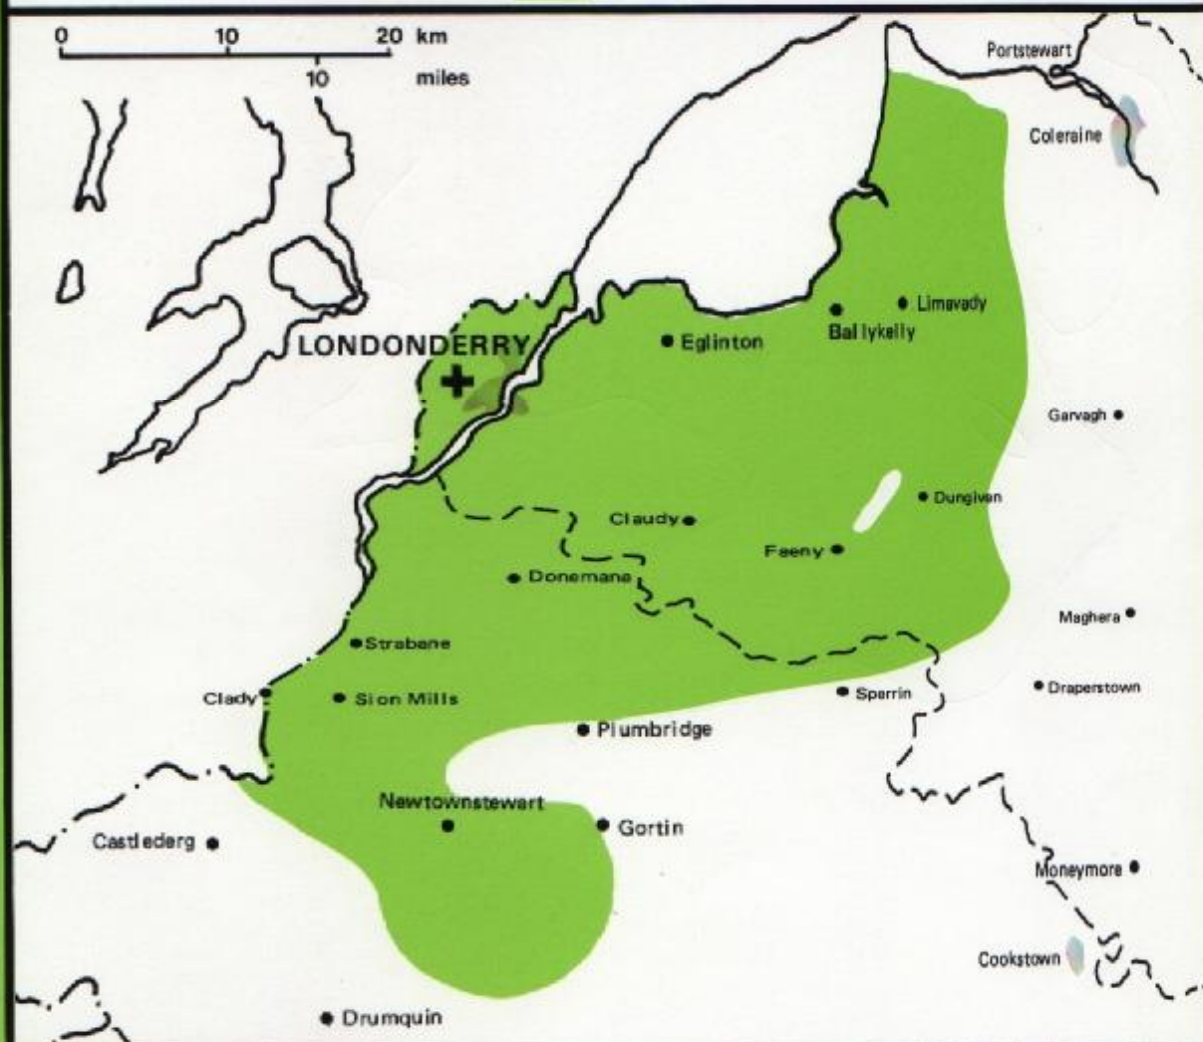 0 10 20 km
10 miles
Portstewart
Coleraine
LONDONDERRY
Eglinton
Ballykelly
Limavady
Garvagh
Dungiven
Claudy
Feeny
Donemana
Maghera
Strabane
Clady
Sion Mills
Sperrin
Draperstown
Plumbridge
Newtownstewart
Gortin
Castlederg
Moneymore
Cookstown
Drumquin